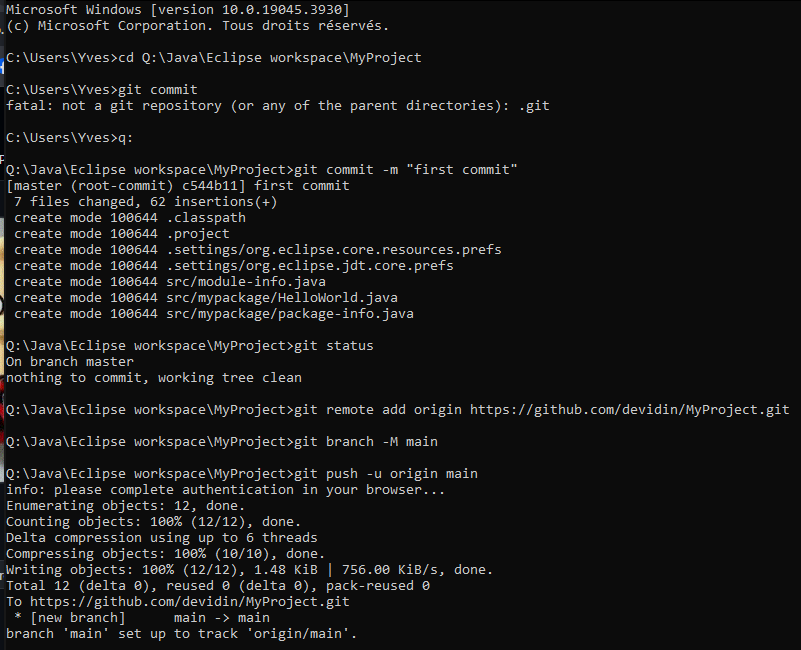 Microsoft Windows [version 10.0.19045.3930]
(c) Microsoft Corporation. Tous droits réservés.
C:\Users\Yves>cd Q:\Java\Eclipse workspace\MyProject
C:\Users\Yves>git commit
fatal: not a git repository (or any of the parent directories): .git
C:\Users\Yves>q:
Q:\Java\Eclipse workspace\MyProject>git commit -m "first commit"
[master (root-commit) c544b11] first commit
 7 files changed, 62 insertions(+)
 create mode 100644 .classpath
 create mode 100644 .project
 create mode 100644 .settings/org.eclipse.core.resources.prefs
 create mode 100644 .settings/org.eclipse.jdt.core.prefs
 create mode 100644 src/module-info.java
 create mode 100644 src/mypackage/HelloWorld.java
 create mode 100644 src/mypackage/package-info.java
Q:\Java\Eclipse workspace\MyProject>git status
On branch master
nothing to commit, working tree clean
Q:\Java\Eclipse workspace\MyProject>git remote add origin https://github.com/devidin/MyProject.git
Q:\Java\Eclipse workspace\MyProject>git branch -M main
Q:\Java\Eclipse workspace\MyProject>git push -u origin main
info: please complete authentication in your browser...
Enumerating objects: 12, done.
Counting objects: 100% (12/12), done.
Delta compression using up to 6 threads
Compressing objects: 100% (10/10), done.
Writing objects: 100% (12/12), 1.48 KiB | 756.00 KiB/s, done.
Total 12 (delta 0), reused 0 (delta 0), pack-reused 0
To https://github.com/devidin/MyProject.git
 * [new branch]      main -> main
branch 'main' set up to track 'origin/main'.